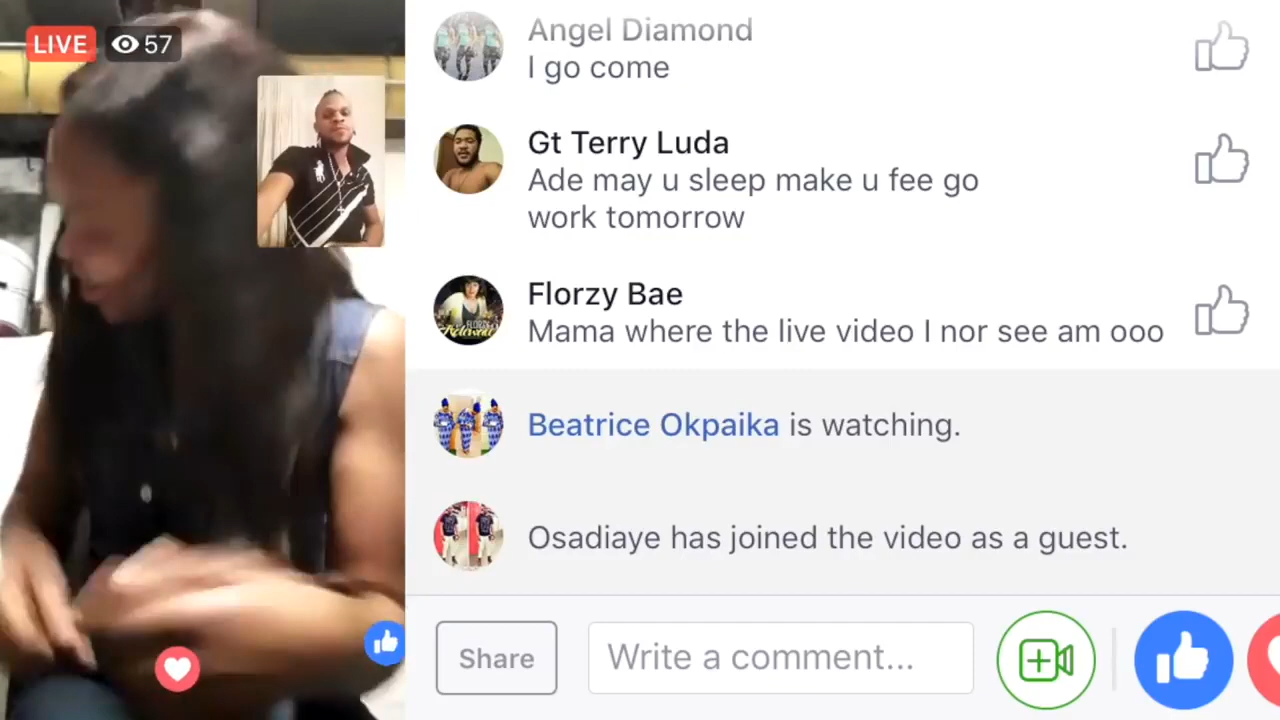 LIVE 57
Angel Diamond
I go come
Gt Terry Luda
Ade may u sleep make u fee go
work tomorrow
Florzy Bae
Mama where the live video I nor see am ooo
Beatrice Okpaika is watching.
Osadiaye has joined the video as a guest.
Share
Write a comment...